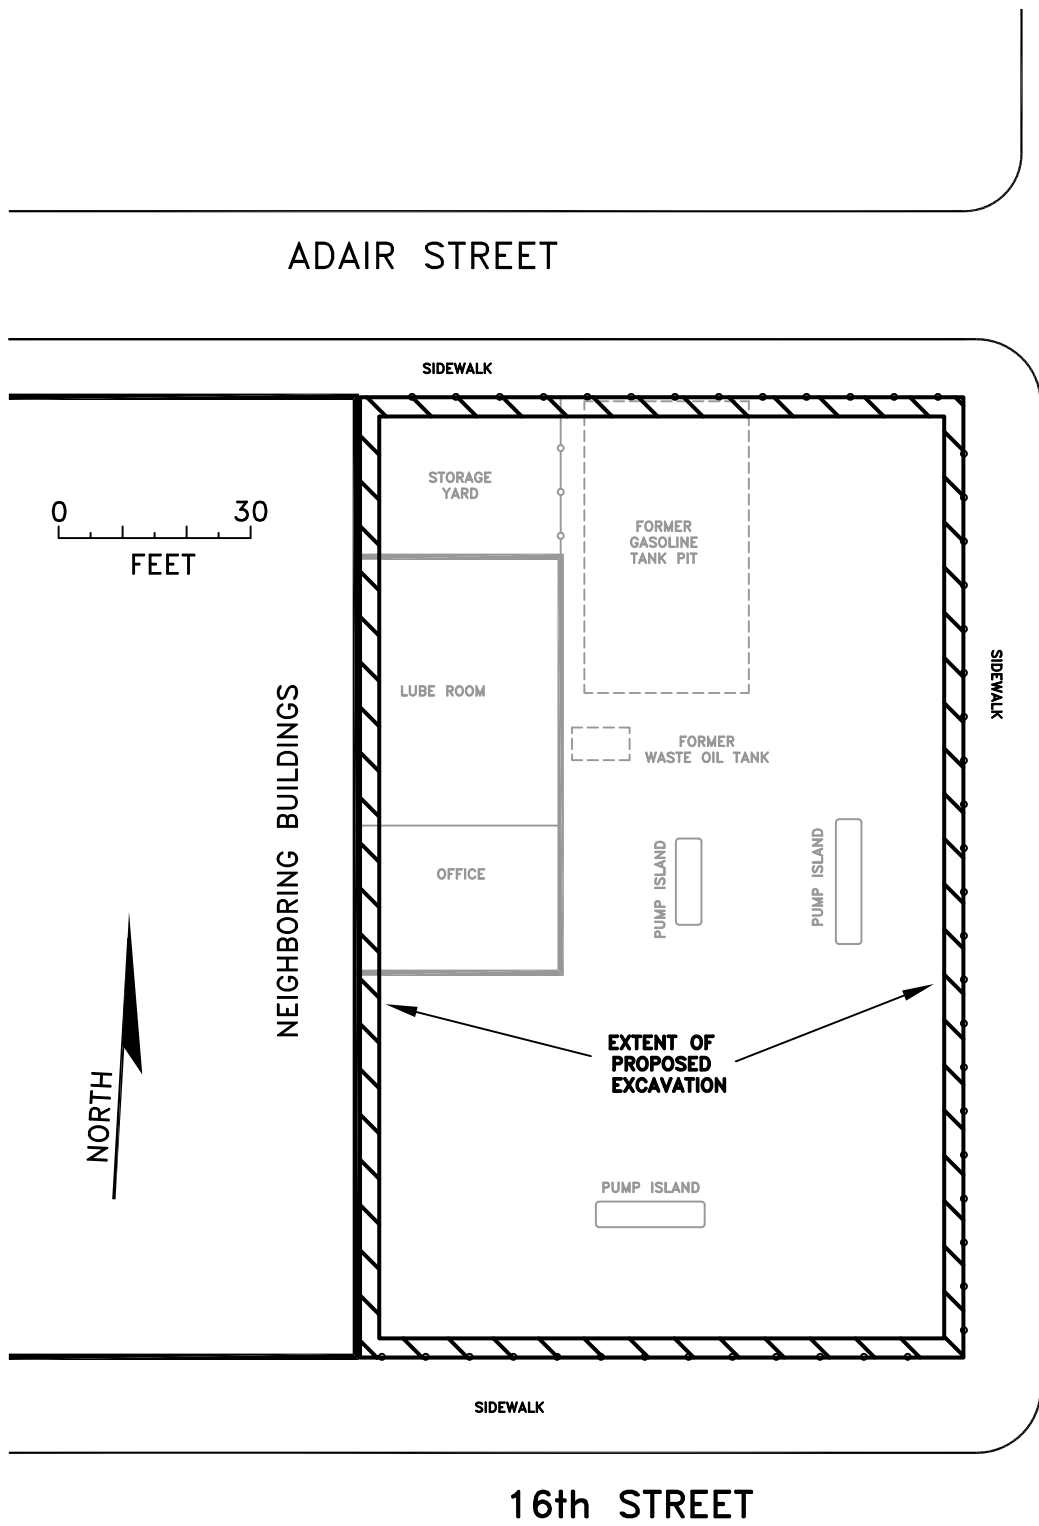 ADAIR STREET
SIDEWALK
STORAGE
YARD
0 30
FEET
FORMER
GASOLINE
TANK PIT
SIDEWALK
LUBE ROOM
NEIGHBORING BUILDINGS
FORMER
WASTE OIL TANK
PUMP ISLAND
PUMP ISLAND
OFFICE
EXTENT OF
PROPOSED
EXCAVATION
NORTH
PUMP ISLAND
SIDEWALK
16th STREET